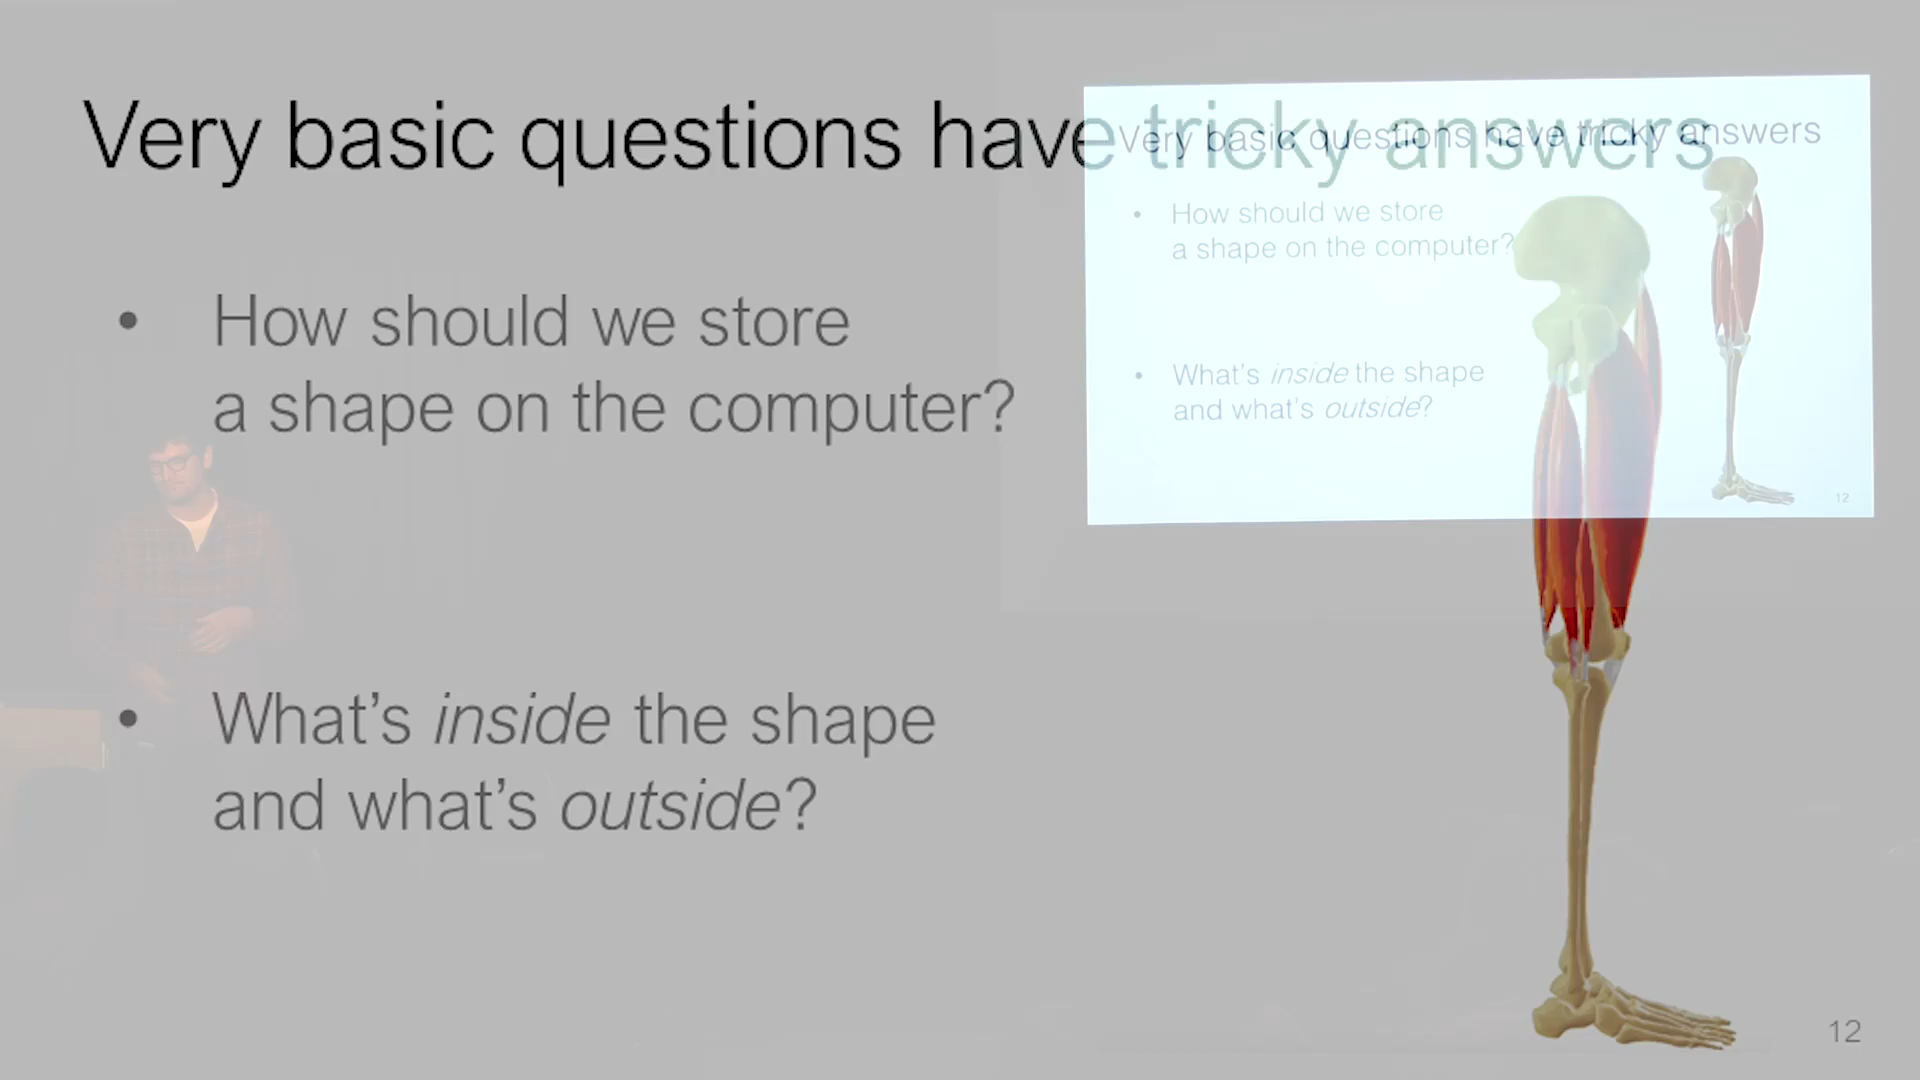 Very basic questions have tricky answers
• How should we store
a shape on the computer?
• What's inside the shape
and what's outside?
12
Very basic questions have tricky answers
• How should we store
a shape on the computer?
• What's inside the shape
and what's outside?
12